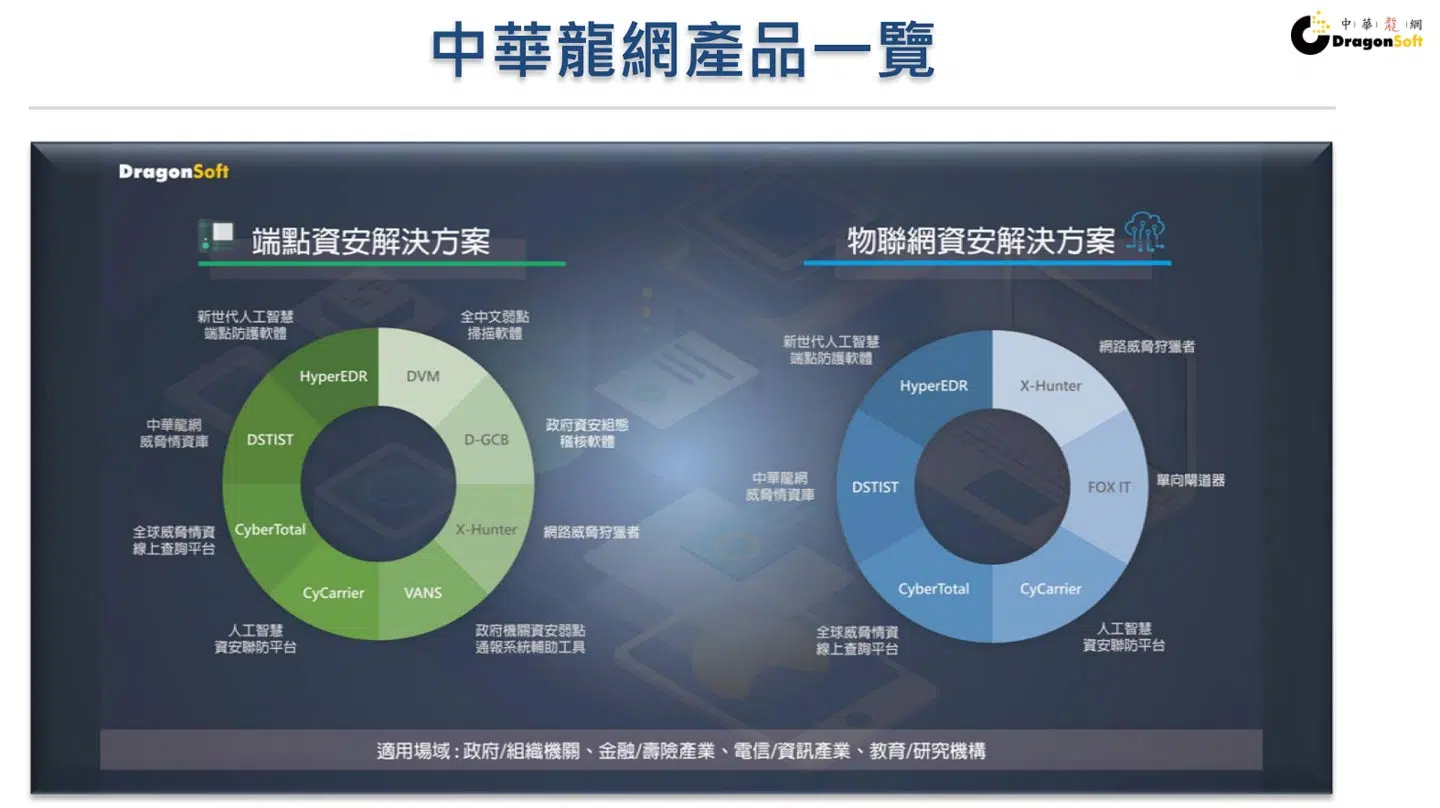 中華龍網產品一覽
中華龍網
DragonSoft
DragonSoft
端點資安解決方案
新世代人工智慧
端點防護軟體
全中文弱點
掃描軟體
HyperEDR
DVM
中華龍網
威脅情資庫
DSTIST
D-GCB
政府資安組態
稽核軟體
全球威脅情資
線上查詢平台
CyberTotal
X-Hunter
網路威脅狩獵者
CyCarrier
VANS
人工智慧
資安聯防平台
政府機關資安弱點
通報系統輔助工具
物聯網資安解決方案
新世代人工智慧
端點防護軟體
網路威脅狩獵者
HyperEDR
X-Hunter
中華龍網
威脅情資庫
DSTIST
FOX IT
單向閘道器
CyberTotal
CyCarrier
全球威脅情資
線上查詢平台
人工智慧
資安聯防平台
適用場域 : 政府/組織機關、金融/壽險產業、電信/資訊產業、教育/研究機構